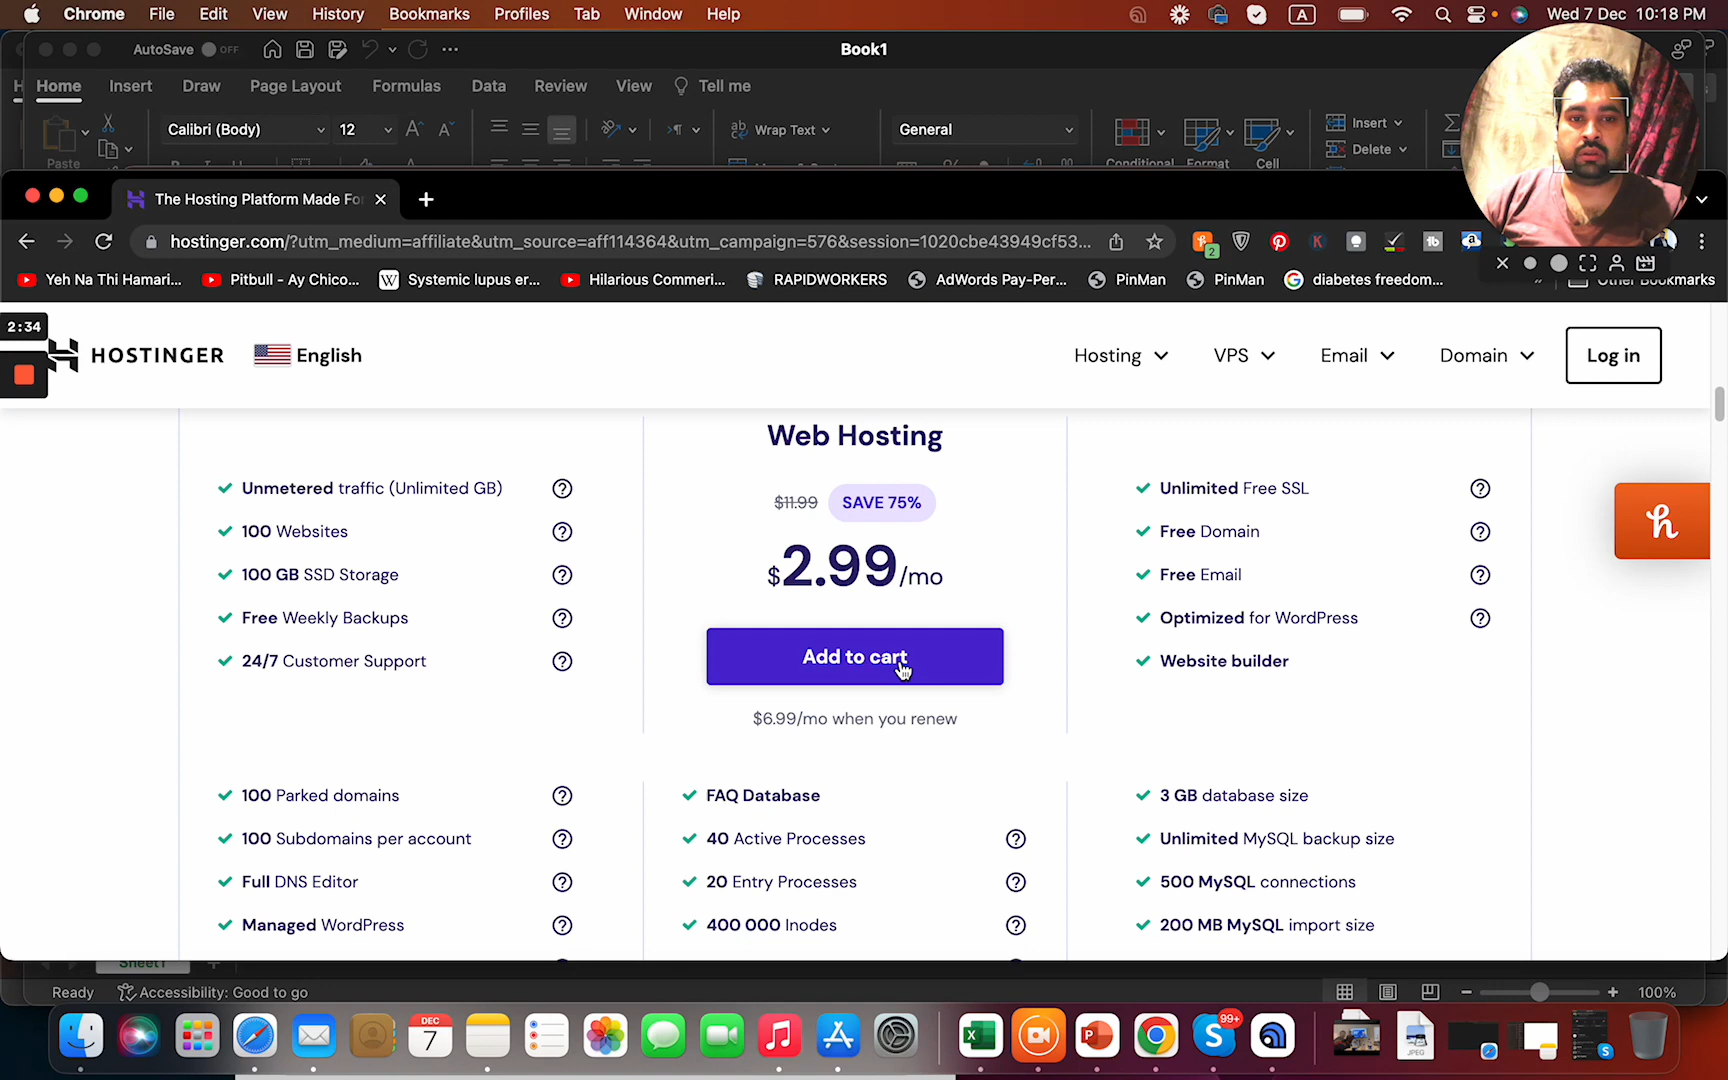 Chrome File Edit View History Bookmarks Profiles Tab Window Help A Wed 7 Dec 10:18 PM
AutoSave OFF Book1
Home Insert Draw Page Layout Formulas Data Review View Tell me
Calibri (Body) 12 Wrap Text General Insert
Paste Conditional Format Cell Delete
The Hosting Platform Made Fo
hostinger.com/?utm_medium=affiliate&utm_source=aff114364&utm_campaign=576&session=1020cbe43949cf53... 2
Yeh Na Thi Hamari... Pitbull - Ay Chico... Systemic lupus er... Hilarious Commeri... RAPIDWORKERS AdWords Pay-Per... PinMan PinMan diabetes freedom... Other Bookmarks
2:34
HOSTINGER English Hosting VPS Email Domain Log in
Web Hosting
Unmetered traffic (Unlimited GB) $11.99 SAVE 75% Unlimited Free SSL
100 Websites Free Domain
100 GB SSD Storage $2.99/mo Free Email
Free Weekly Backups Optimized for WordPress
24/7 Customer Support Add to cart Website builder
$6.99/mo when you renew
100 Parked domains FAQ Database 3 GB database size
100 Subdomains per account 40 Active Processes Unlimited MySQL backup size
Full DNS Editor 20 Entry Processes 500 MySQL connections
Managed WordPress 400 000 Inodes 200 MB MySQL import size
Sheet1
Ready Accessibility: Good to go 100%
DEC 7 99+ JPEG